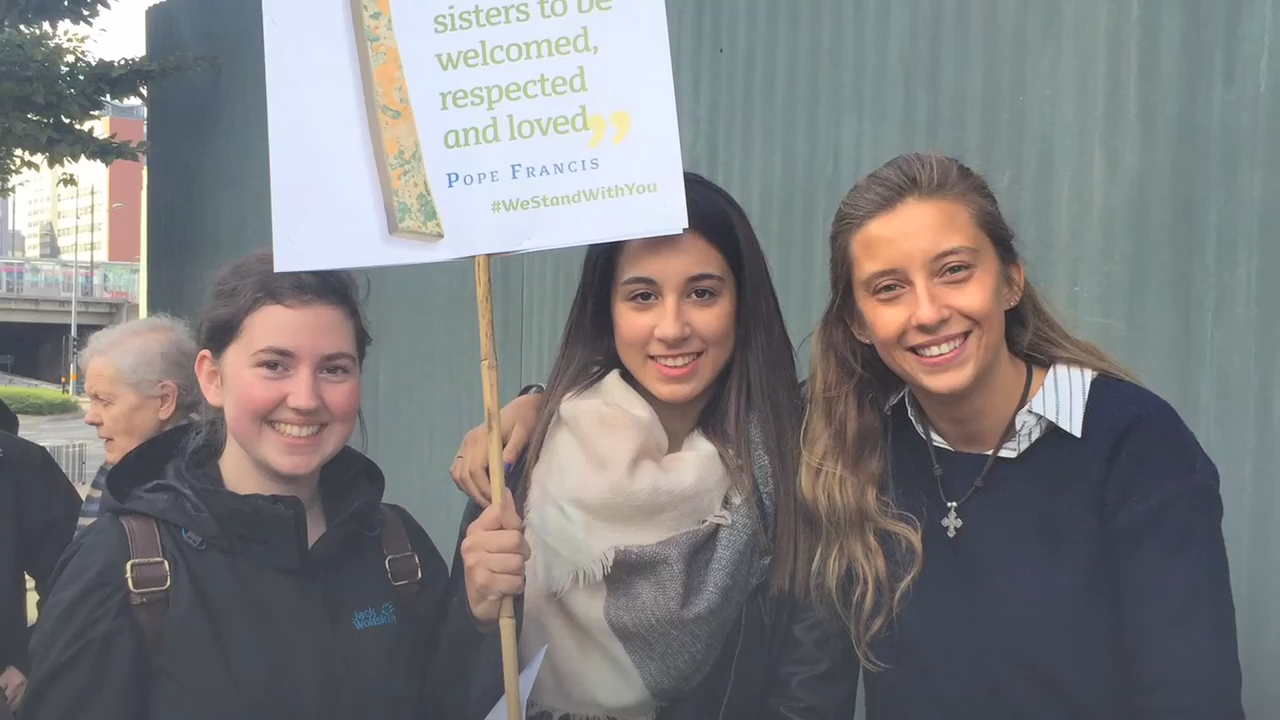 sisters to be
welcomed,
respected
and loved”
POPE FRANCIS
#WeStandWithYou
Jack
Wolfskin